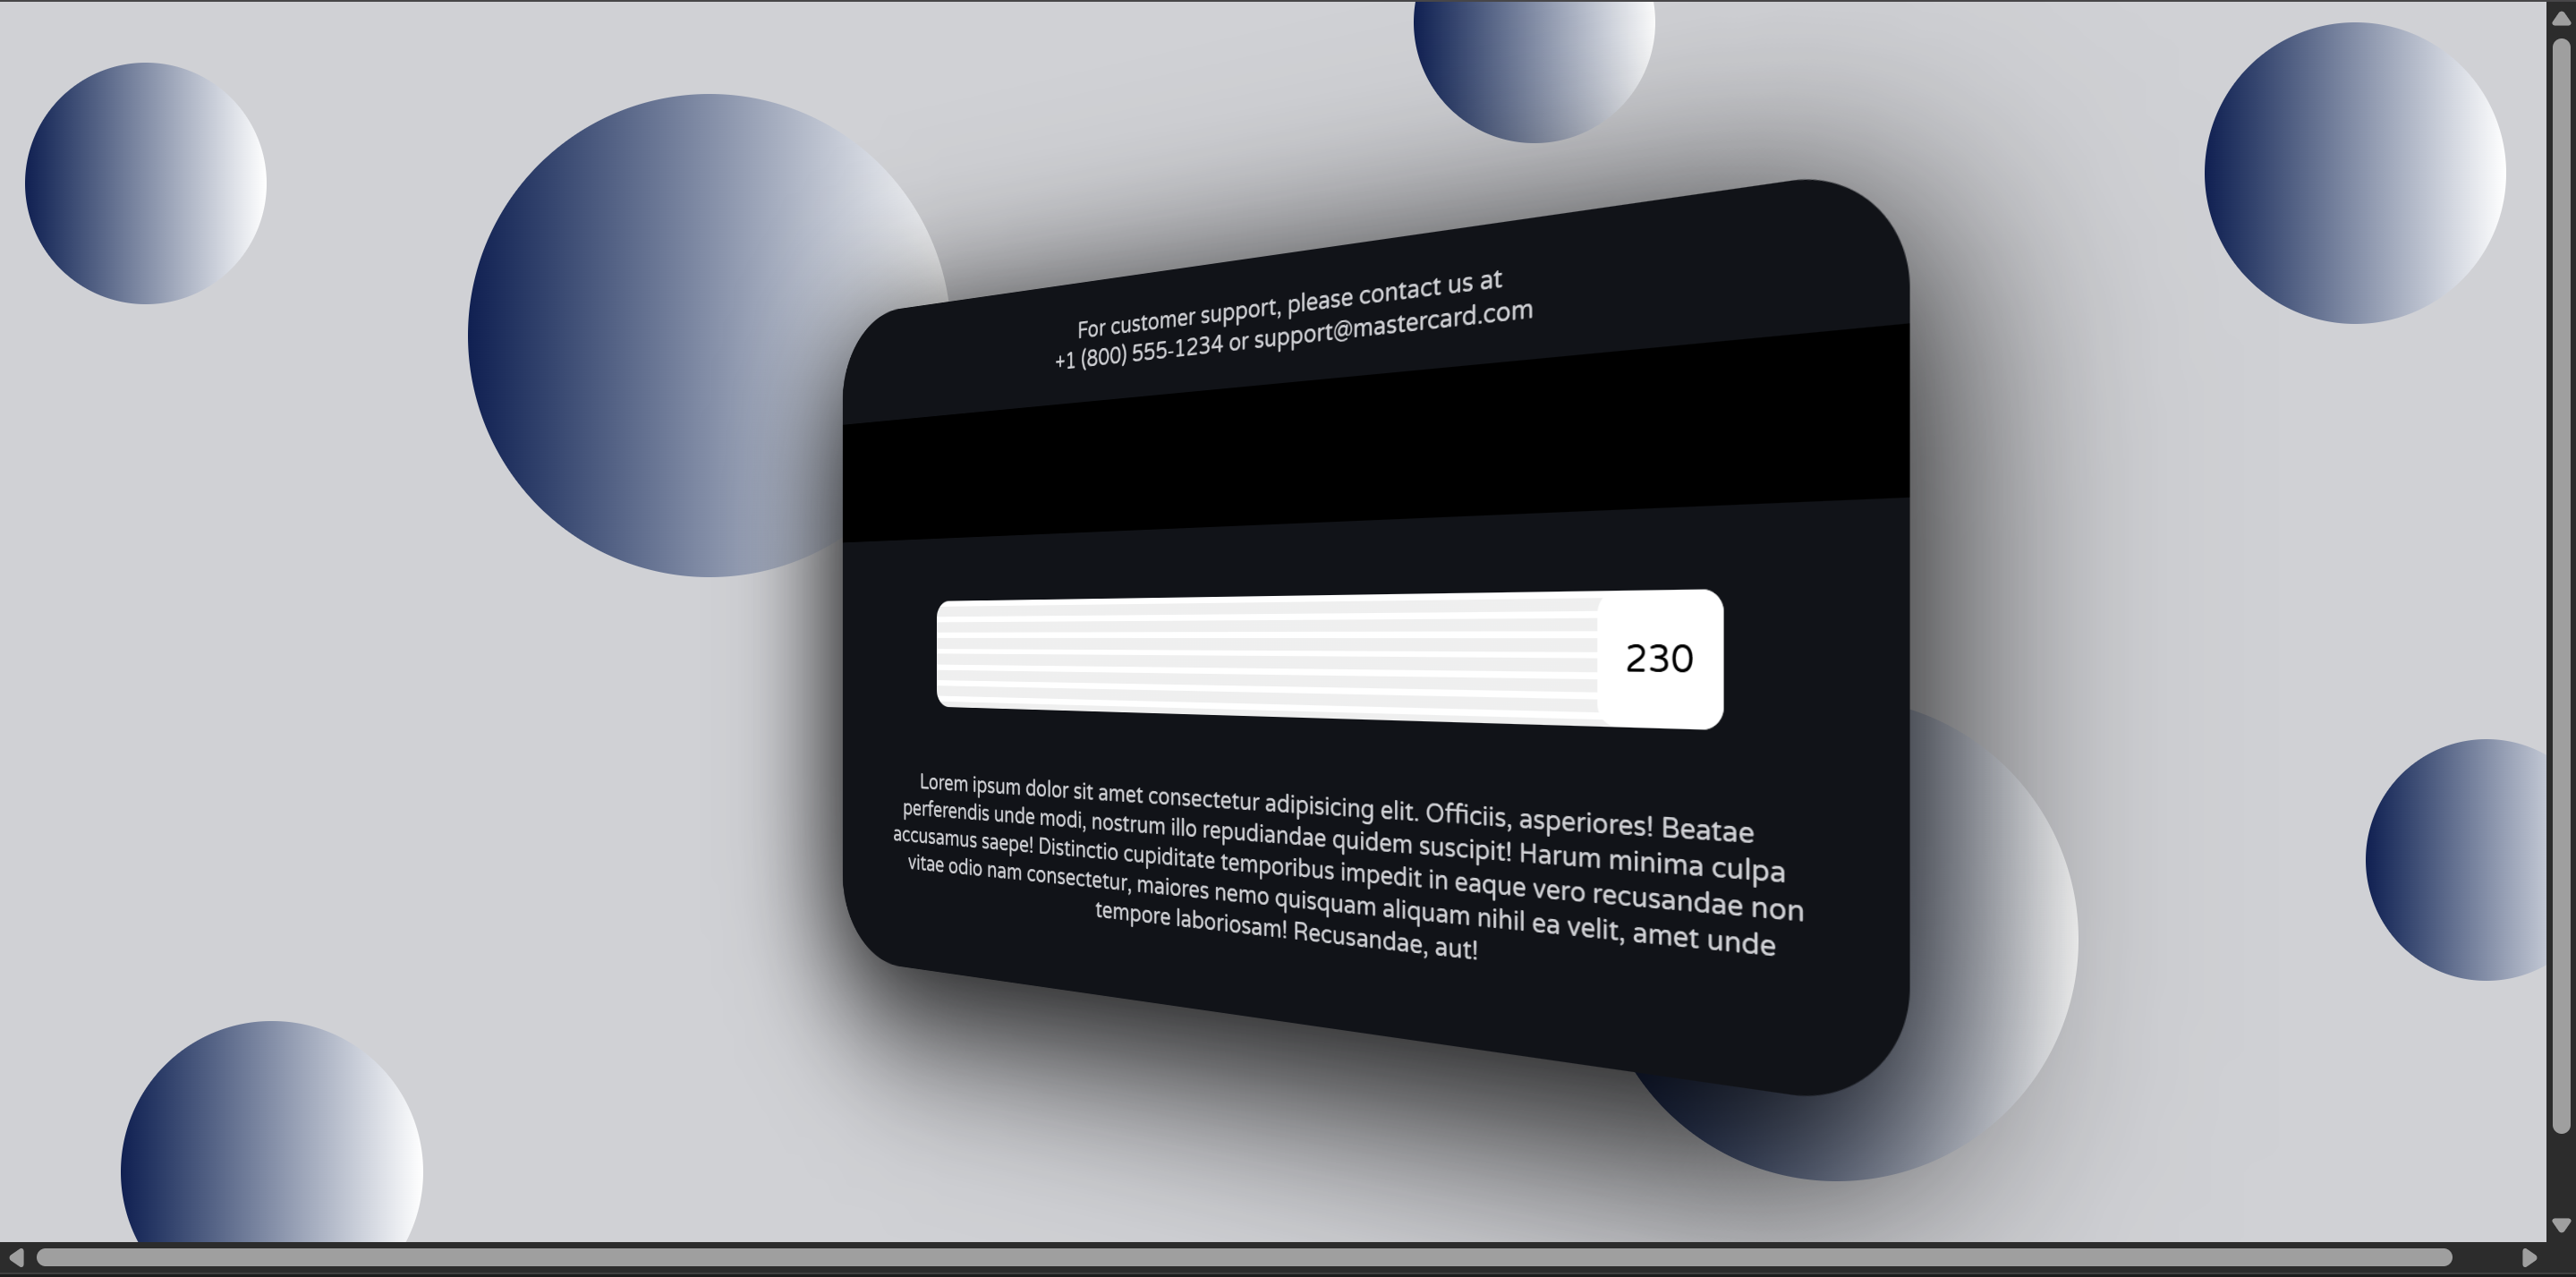 For customer support, please contact us at
+1 (800) 555-1234 or support@mastercard.com
230
Lorem ipsum dolor sit amet consectetur adipisicing elit. Officiis, asperiores! Beatae
perferendis unde modi, nostrum illo repudiandae quidem suscipit! Harum minima culpa
accusamus saepe! Distinctio cupiditate temporibus impedit in eaque vero recusandae non
vitae odio nam consectetur, maiores nemo quisquam aliquam nihil ea velit, amet unde
tempore laboriosam! Recusandae, aut!